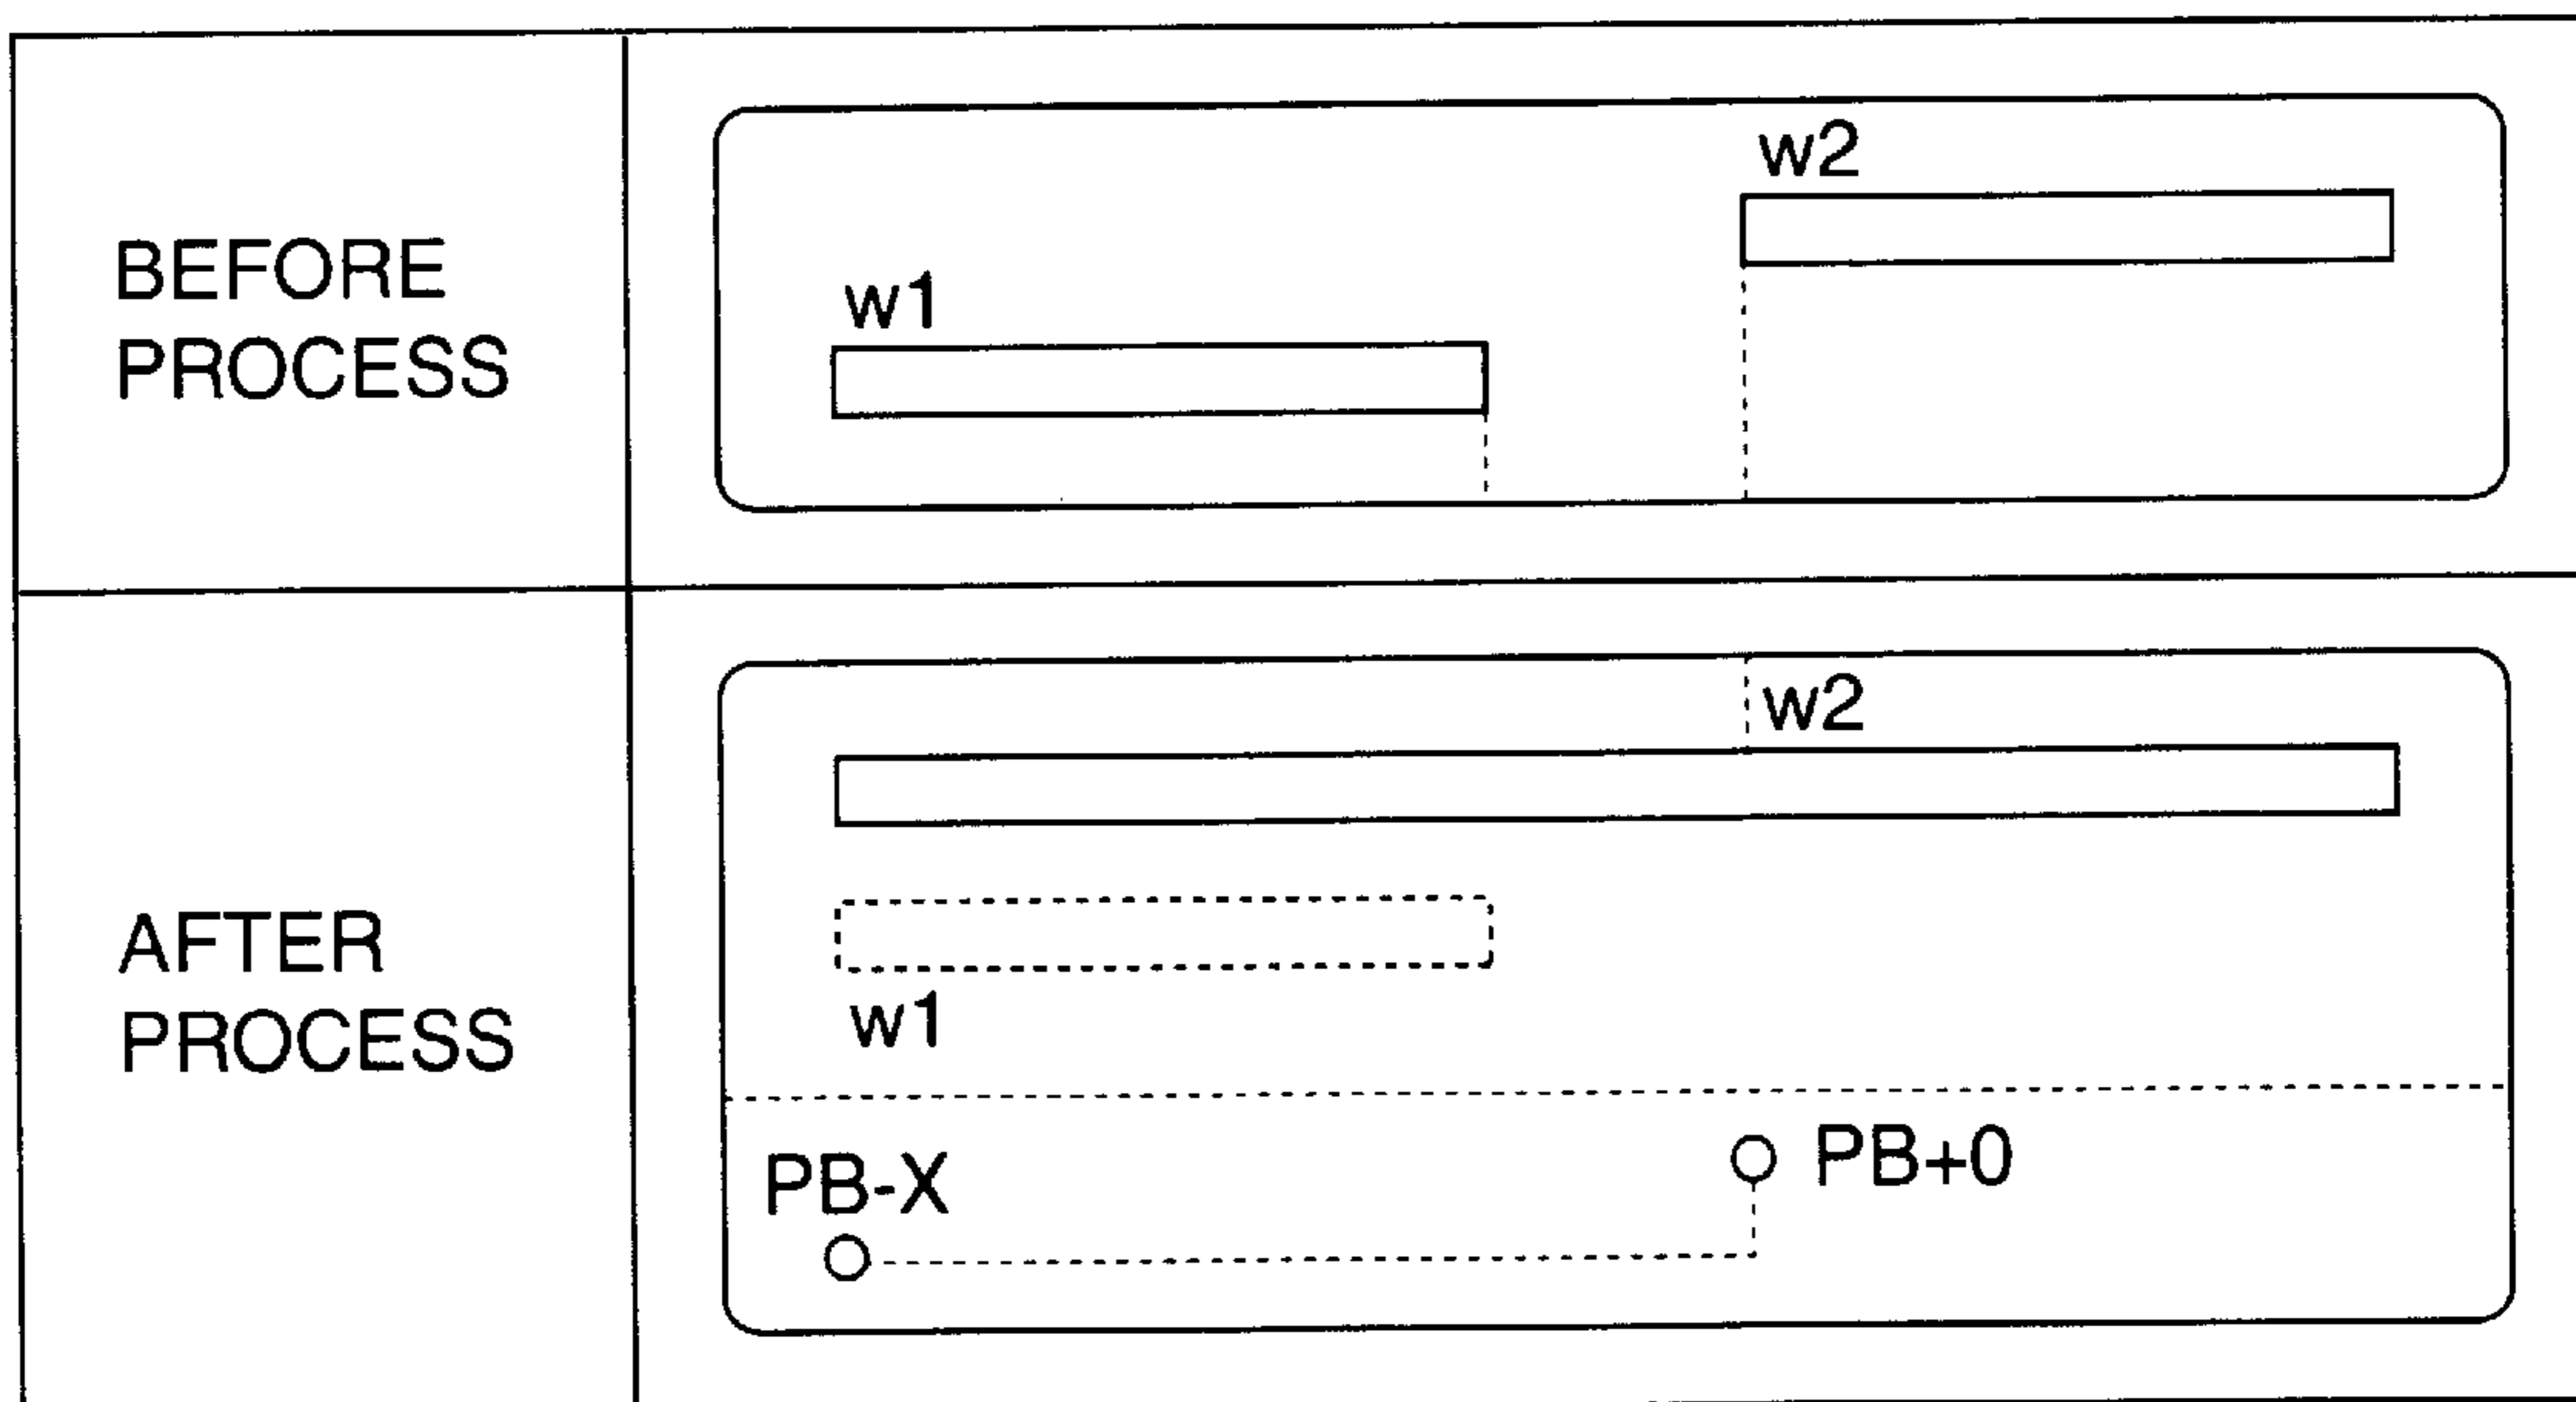 BEFORE
PROCESS
w2
w1
AFTER
PROCESS
w2
w1
PB-X
PB+0